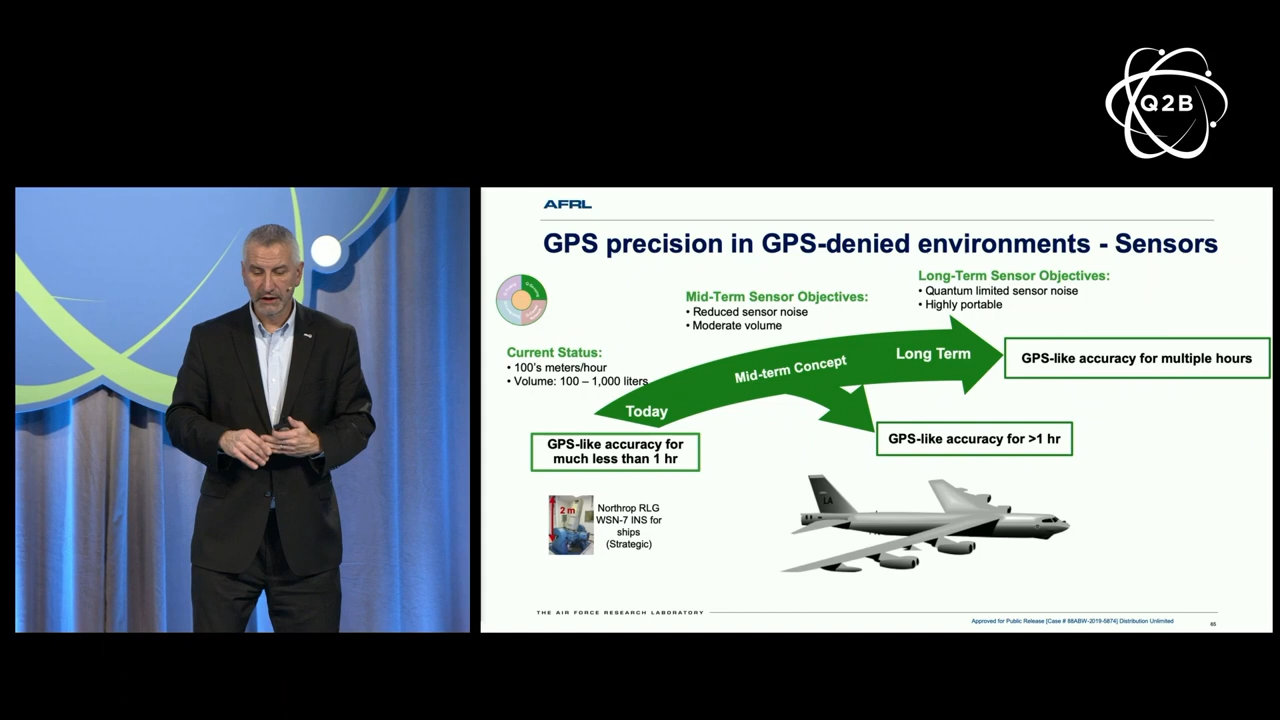 Q2B
AFRL
GPS precision in GPS-denied environments - Sensors
Long-Term Sensor Objectives:
• Quantum limited sensor noise
• Highly portable
Mid-Term Sensor Objectives:
• Reduced sensor noise
• Moderate volume
Current Status:
• 100's meters/hour
• Volume: 100 – 1,000 liters
Today
Mid-term Concept
Long Term
GPS-like accuracy for multiple hours
GPS-like accuracy for >1 hr
GPS-like accuracy for
much less than 1 hr
2 m
Northrop RLG
WSN-7 INS for
ships
(Strategic)
LA
THE AIR FORCE RESEARCH LABORATORY
Approved for Public Release [Case # 88ABW-2019-5874] Distribution Unlimited
65